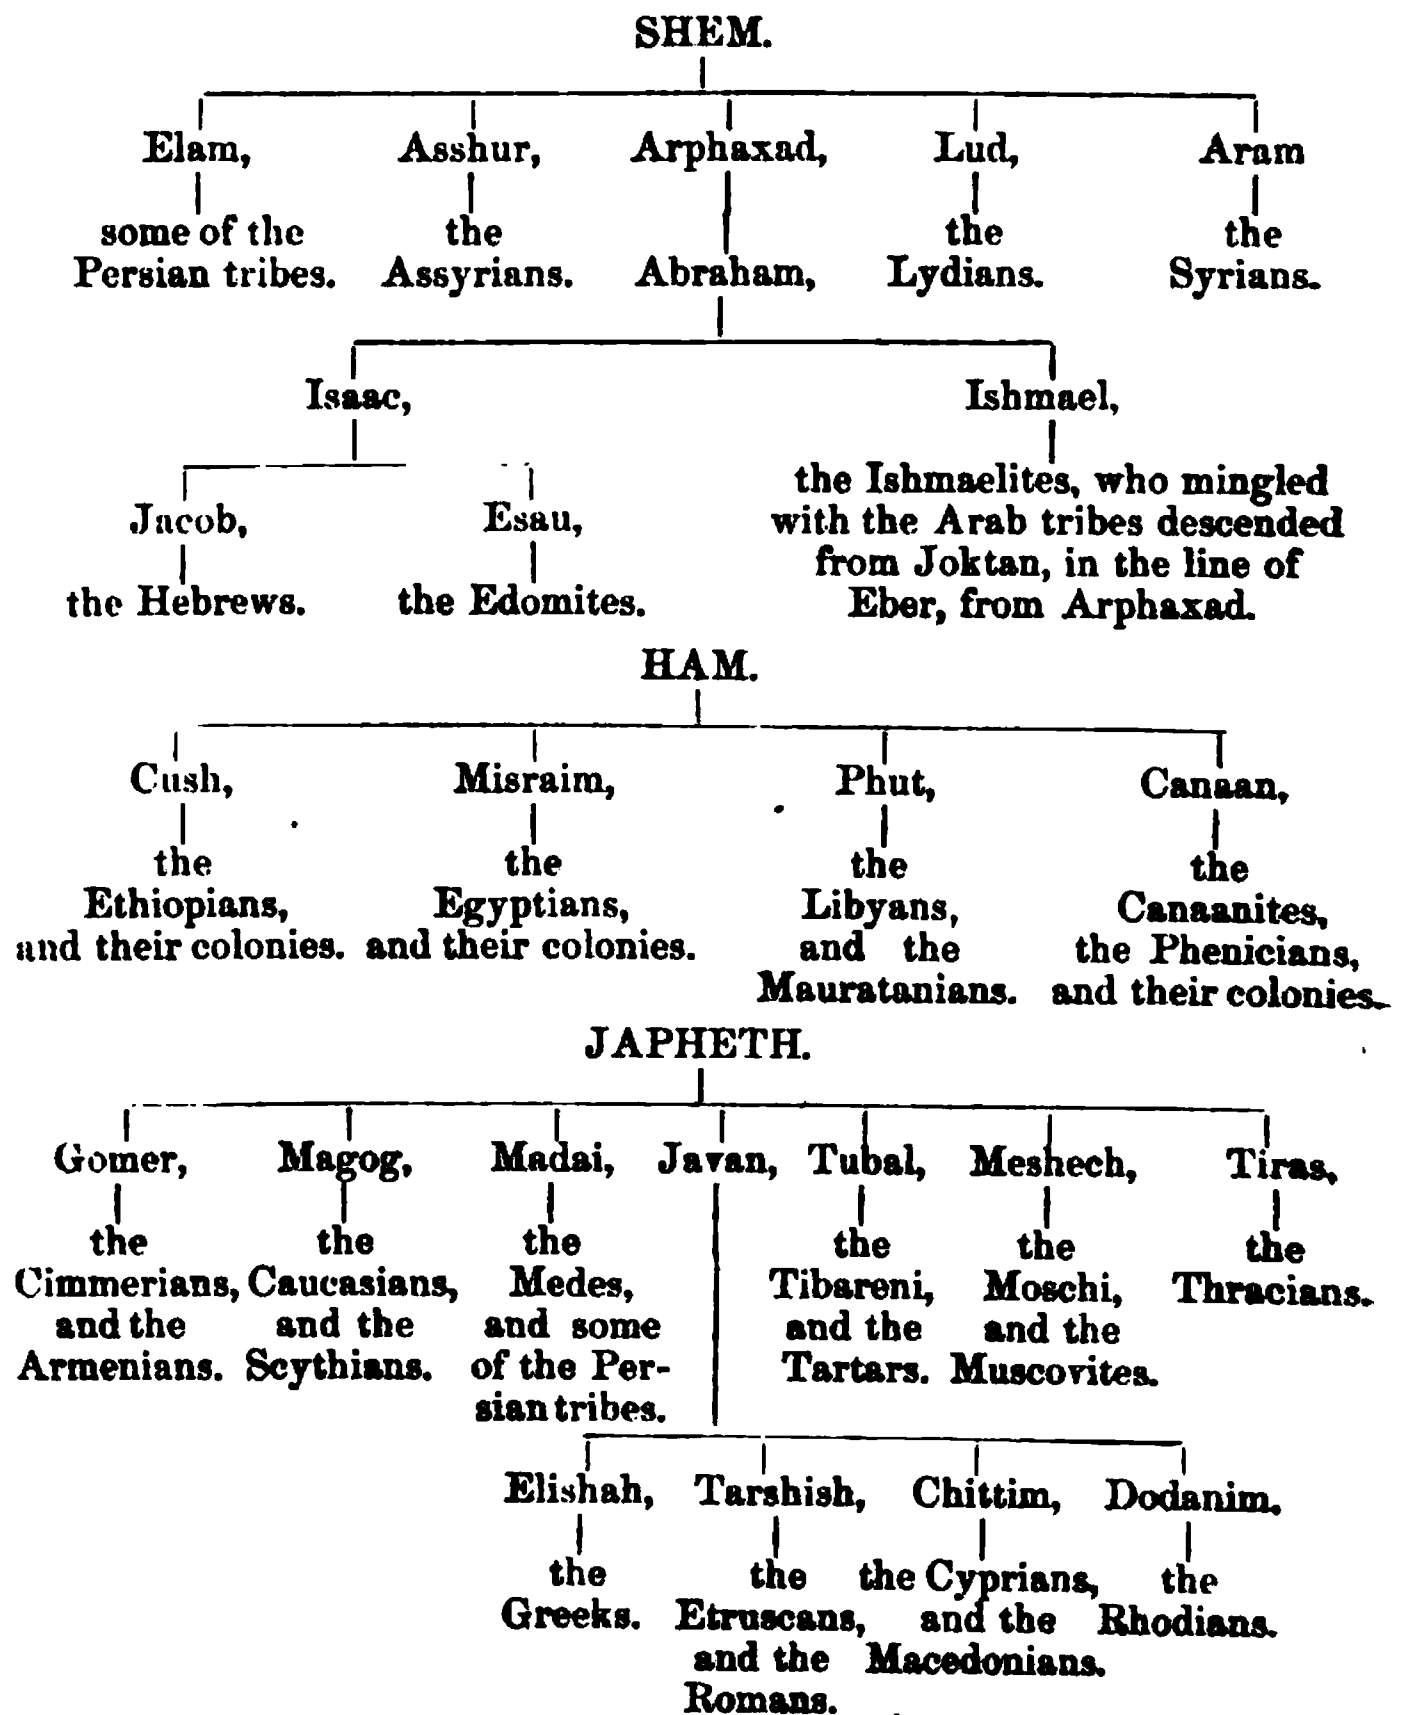 SHEM.
Elam, Asshur, Arphaxad, Lud, Aram
some of the the the the
Persian tribes. Assyrians. Abraham, Lydians. Syrians.
Isaac, Ishmael,
the Ishmaelites, who mingled
Jacob, Esau, with the Arab tribes descended
from Joktan, in the line of
the Hebrews. the Edomites. Eber, from Arphaxad.
HAM.
Cush, Misraim, Phut, Canaan,
the the the the
Ethiopians, Egyptians, Libyans, Canaanites,
and their colonies. and their colonies. and the the Phenicians,
Mauratanians. and their colonies.
JAPHETH.
Gomer, Magog, Madai, Javan, Tubal, Meshech, Tiras,
the the the the the the
Cimmerians, Caucasians, Medes, Tibareni, Moschi, Thracians.
and the and the and some and the and the
Armenians. Scythians. of the Per- Tartars. Muscovites.
sian tribes.
Elishah, Tarshish, Chittim, Dodanim.
the the the Cyprians, the
Greeks. Etruscans, and the Rhodians.
and the Macedonians.
Romans.